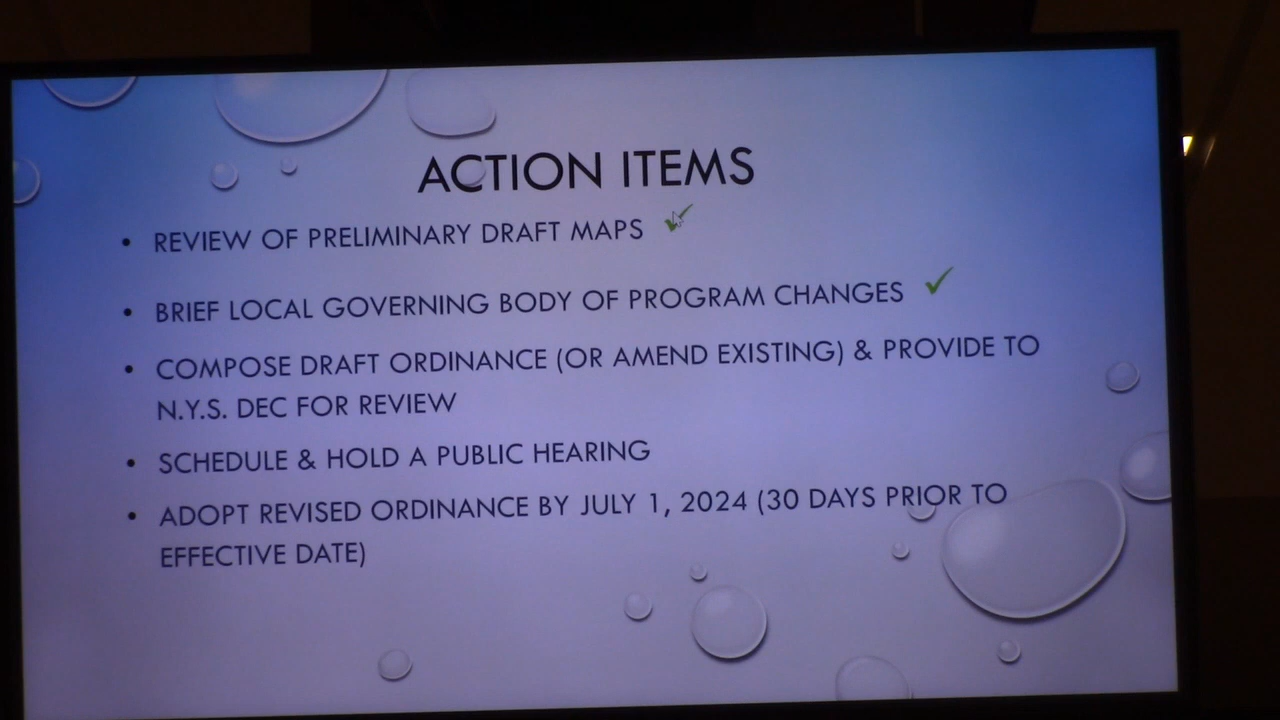 ACTION ITEMS
• REVIEW OF PRELIMINARY DRAFT MAPS ✓
• BRIEF LOCAL GOVERNING BODY OF PROGRAM CHANGES ✓
• COMPOSE DRAFT ORDINANCE (OR AMEND EXISTING) & PROVIDE TO
N.Y.S. DEC FOR REVIEW
• SCHEDULE & HOLD A PUBLIC HEARING
• ADOPT REVISED ORDINANCE BY JULY 1, 2024 (30 DAYS PRIOR TO
EFFECTIVE DATE)